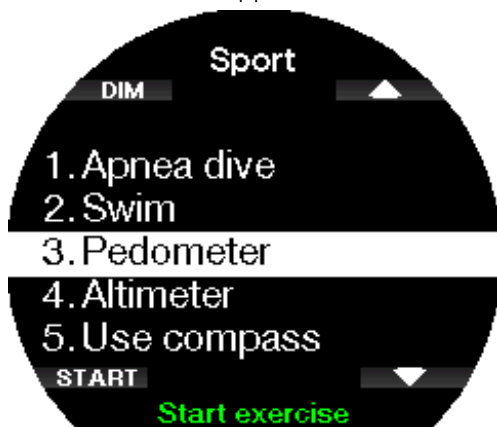 Sport
DIM
1. Apnea dive
2. Swim
3. Pedometer
4. Altimeter
5. Use compass
START
Start exercise